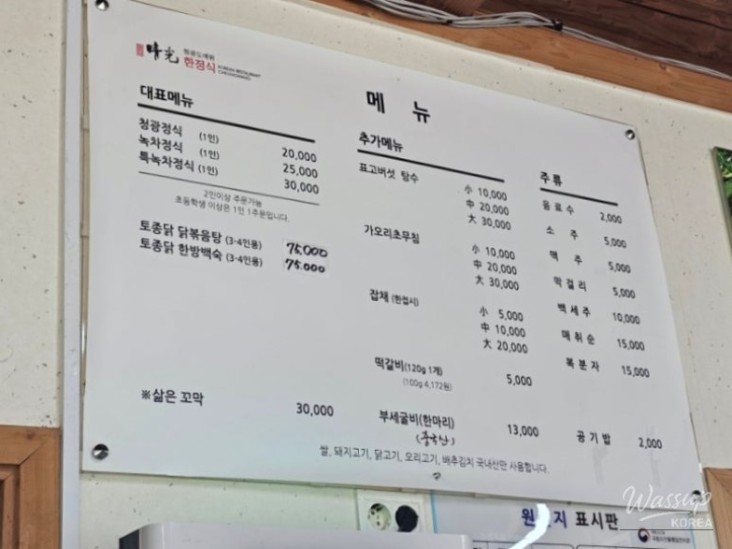 한정식
KOREAN RESTAURANT
메 뉴
대표메뉴
청광정식 (1인) 20,000
녹차정식 (1인) 25,000
특녹차정식 (1인) 30,000
2인이상 주문가능
초등학생 이상은 1인 1주문입니다.
토종닭 닭볶음탕 (3-4인용) 75,000
토종닭 한방백숙 (3-4인용) 75.000
※삶은 꼬막 30,000
추가메뉴
표고버섯 탕수 小 10,000
中 20,000
大 30,000
가오리초무침 小 10,000
中 20,000
大 30,000
잡채 (한접시) 小 5,000
中 10,000
大 20,000
떡갈비(120g 1개) 5,000
(100g 4,172원)
부세굴비(한마리) 13,000
(중국산)
주류
음료수 2,000
소 주 5,000
맥 주 5,000
막걸리 5,000
백세주 10,000
매취순 15,000
복분자 15,000
공기밥 2,000
쌀, 돼지고기, 닭고기, 오리고기, 배추김치 국내산만 사용합니다.
표시판
Wassup
KOREA